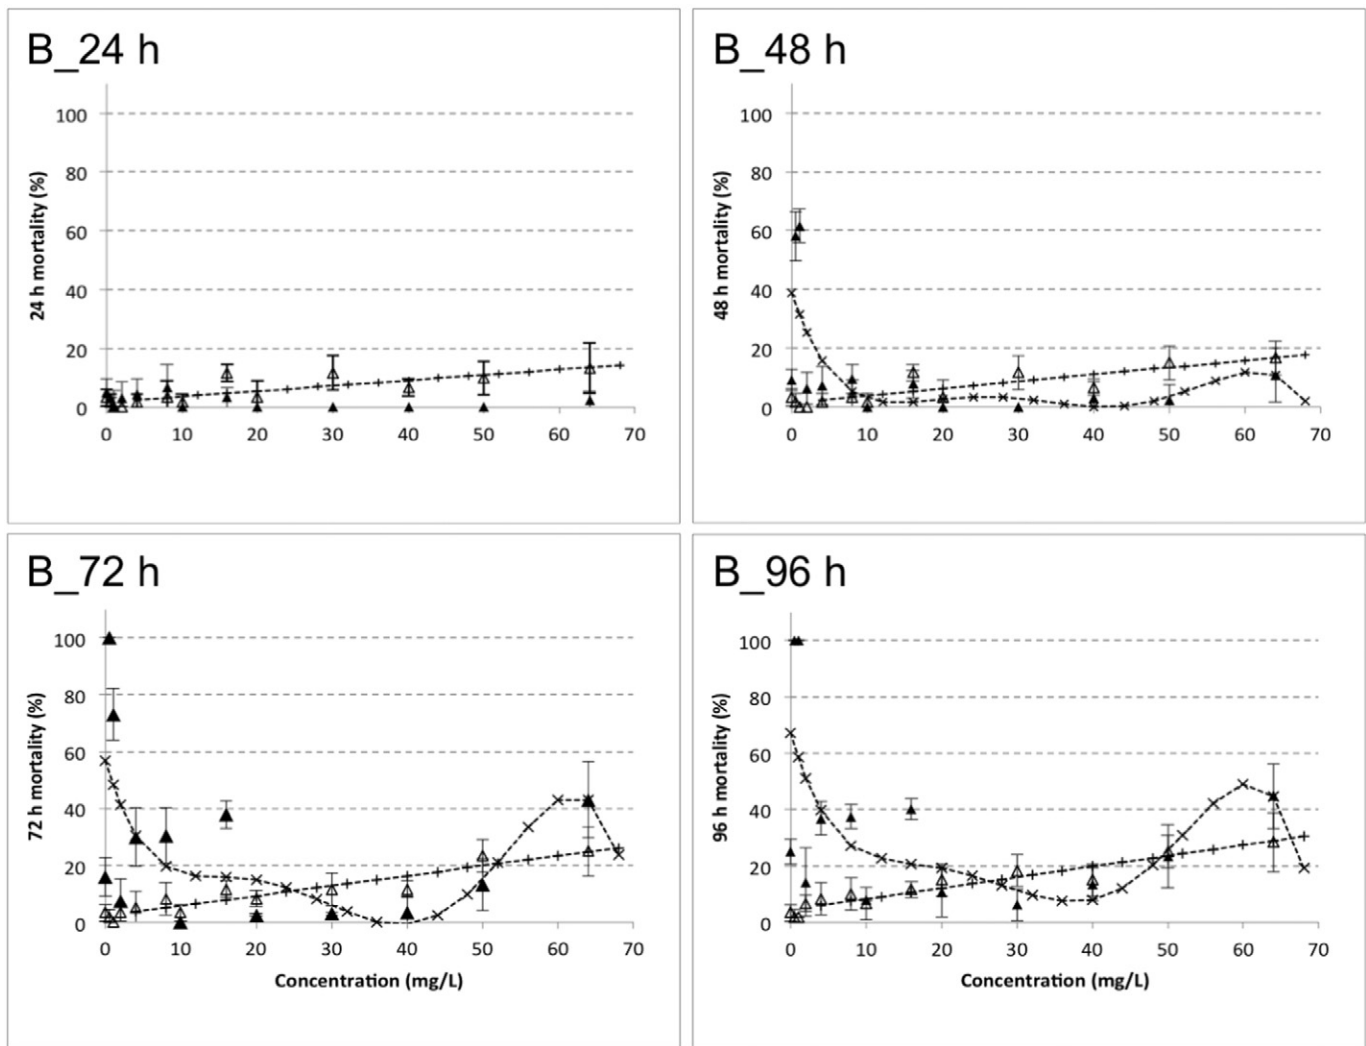 B_24 h
24 h mortality (%)
100
80
60
40
20
0
0 10 20 30 40 50 60 70
B_48 h
48 h mortality (%)
100
80
60
40
20
0
0 10 20 30 40 50 60 70
B_72 h
72 h mortality (%)
100
80
60
40
20
0
0 10 20 30 40 50 60 70
Concentration (mg/L)
B_96 h
96 h mortality (%)
100
80
60
40
20
0
0 10 20 30 40 50 60 70
Concentration (mg/L)